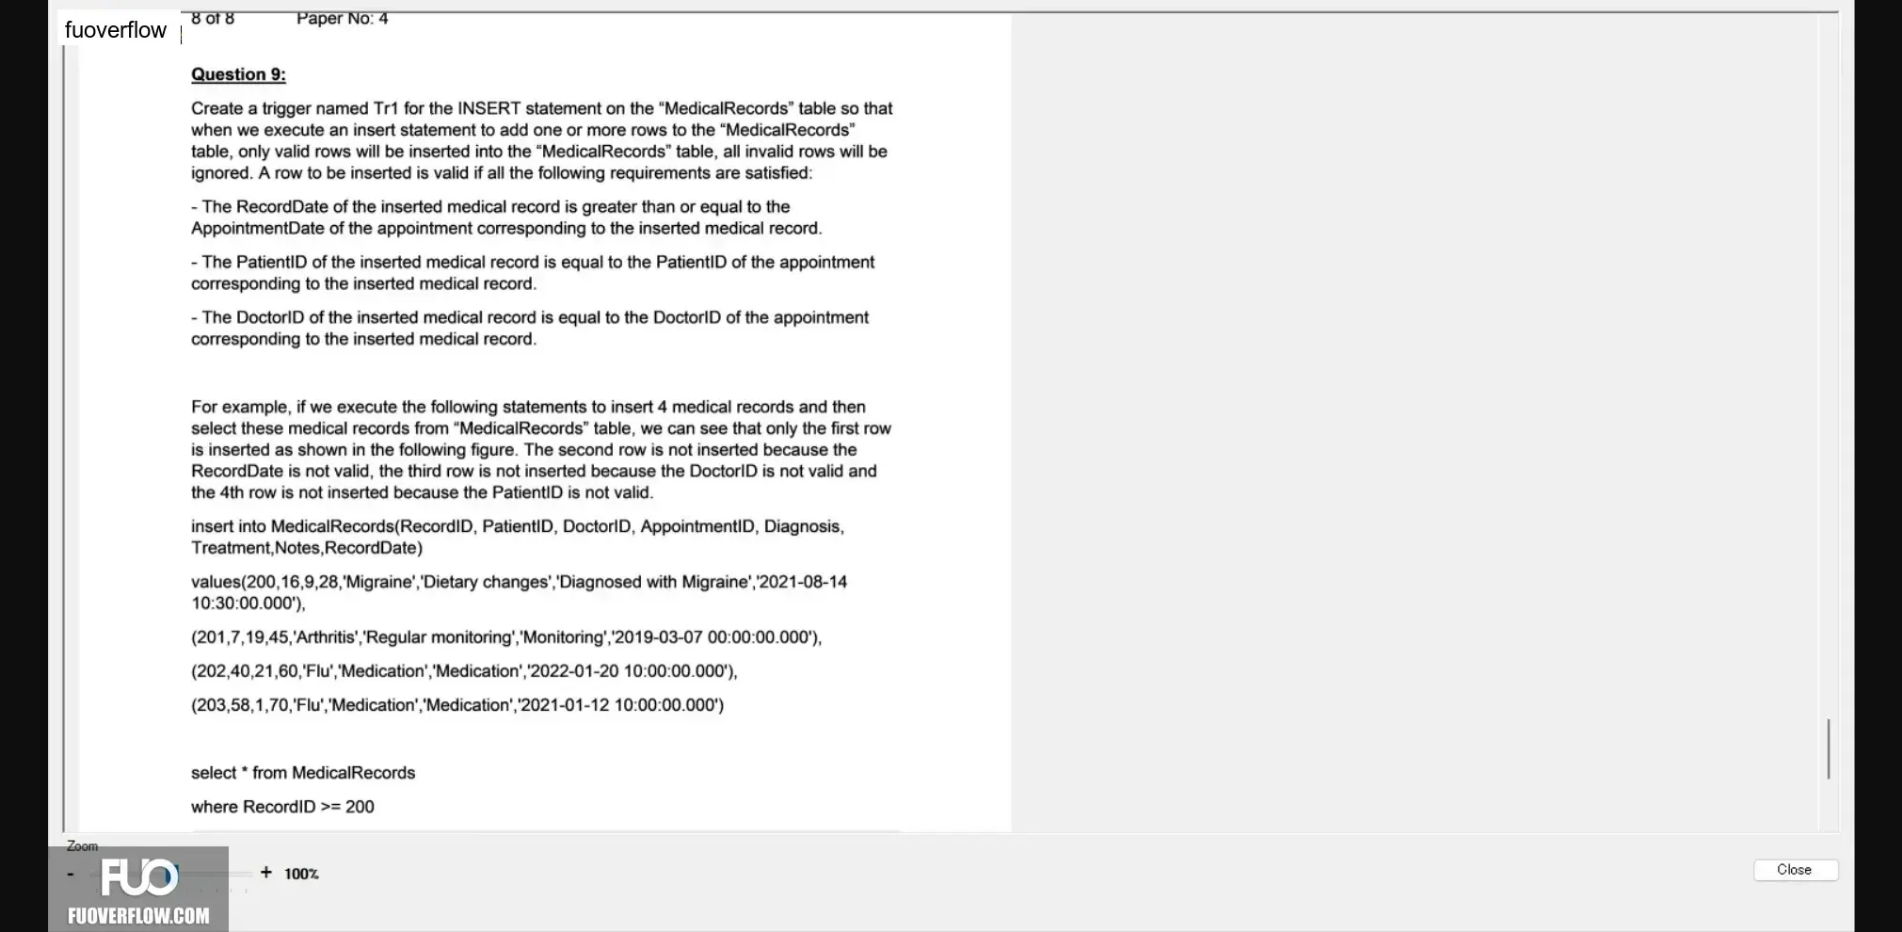 fuoverflow
8 of 8 Paper No: 4
Question 9:
Create a trigger named Tr1 for the INSERT statement on the “MedicalRecords” table so that
when we execute an insert statement to add one or more rows to the “MedicalRecords”
table, only valid rows will be inserted into the “MedicalRecords” table, all invalid rows will be
ignored. A row to be inserted is valid if all the following requirements are satisfied:
- The RecordDate of the inserted medical record is greater than or equal to the
AppointmentDate of the appointment corresponding to the inserted medical record.
- The PatientID of the inserted medical record is equal to the PatientID of the appointment
corresponding to the inserted medical record.
- The DoctorID of the inserted medical record is equal to the DoctorID of the appointment
corresponding to the inserted medical record.
For example, if we execute the following statements to insert 4 medical records and then
select these medical records from “MedicalRecords” table, we can see that only the first row
is inserted as shown in the following figure. The second row is not inserted because the
RecordDate is not valid, the third row is not inserted because the DoctorID is not valid and
the 4th row is not inserted because the PatientID is not valid.
insert into MedicalRecords(RecordID, PatientID, DoctorID, AppointmentID, Diagnosis,
Treatment,Notes,RecordDate)
values(200,16,9,28,'Migraine','Dietary changes','Diagnosed with Migraine','2021-08-14
10:30:00.000'),
(201,7,19,45,'Arthritis','Regular monitoring','Monitoring','2019-03-07 00:00:00.000'),
(202,40,21,60,'Flu','Medication','Medication','2022-01-20 10:00:00.000'),
(203,58,1,70,'Flu','Medication','Medication','2021-01-12 10:00:00.000')
select * from MedicalRecords
where RecordID >= 200
Zoom
- + 100%
Close
FUO
FUOVERFLOW.COM